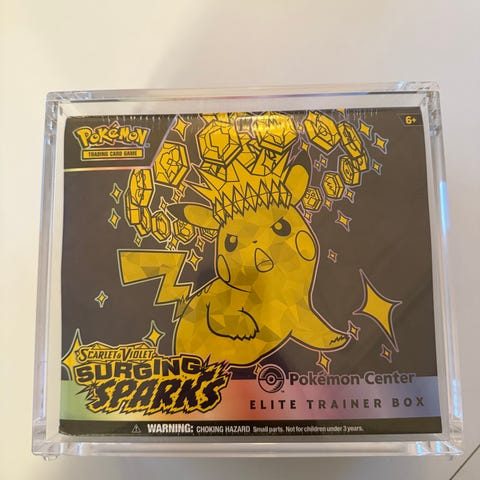 Pokémon
TRADING CARD GAME
6+
SCARLET & VIOLET
SURGING
SPARKS
Pokémon Center
ELITE TRAINER BOX
WARNING: CHOKING HAZARD Small parts. Not for children under 3 years.